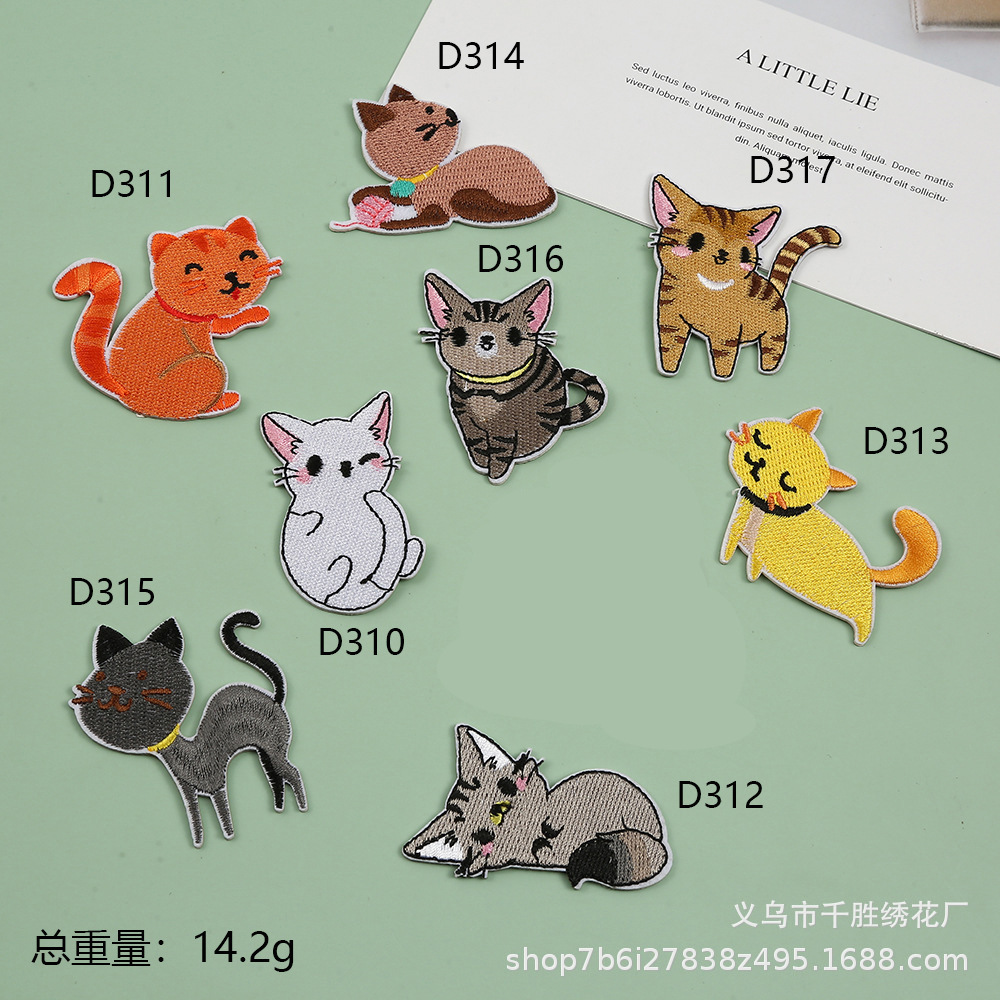 D314
A LITTLE LIE
Sed luctus leo viverra, finibus nulla aliquet, iaculis ligula. Donec mattis
viverra lobortis. Ut blandit ipsum sed tortor viverra, at eleifend elit sollicitu-
din. Aliquam molest
D317
D311
D316
D313
D315
D310
D312
总重量：14.2g
义乌市千胜绣花厂
shop7b6i27838z495.1688.com